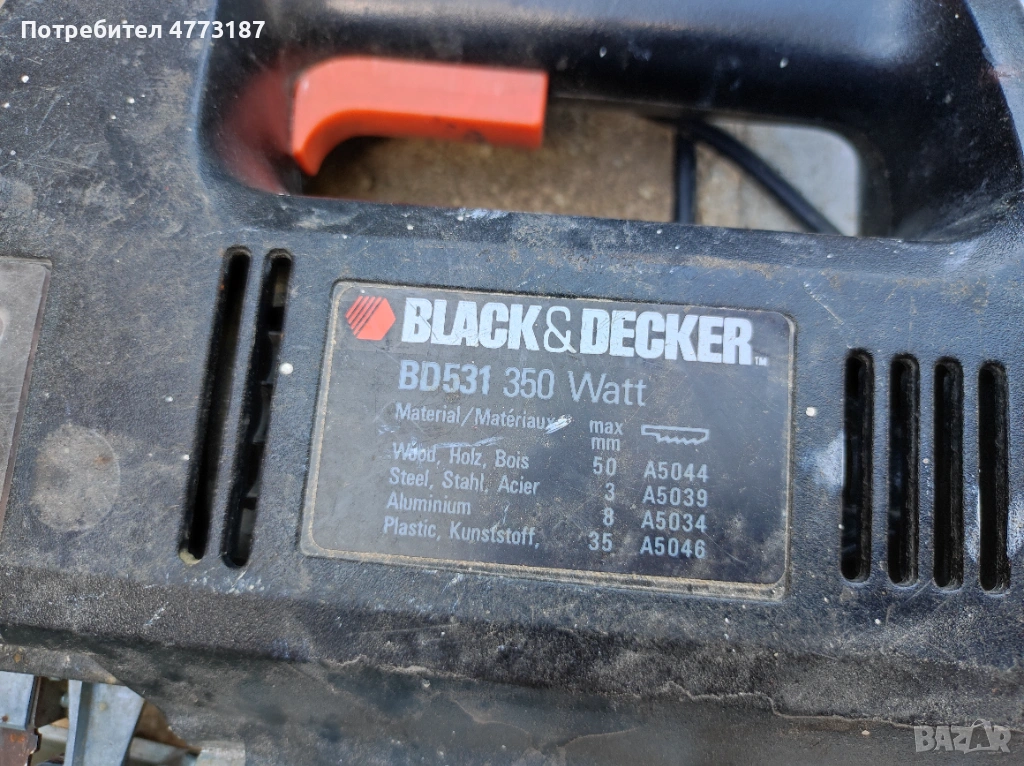 Потребител 4773187
BLACK&DECKER™
BD531 350 Watt
Material/Matériaux max mm
Wood, Holz, Bois 50 A5044
Steel, Stahl, Acier 3 A5039
Aluminium 8 A5034
Plastic, Kunststoff, 35 A5046
BAZAR